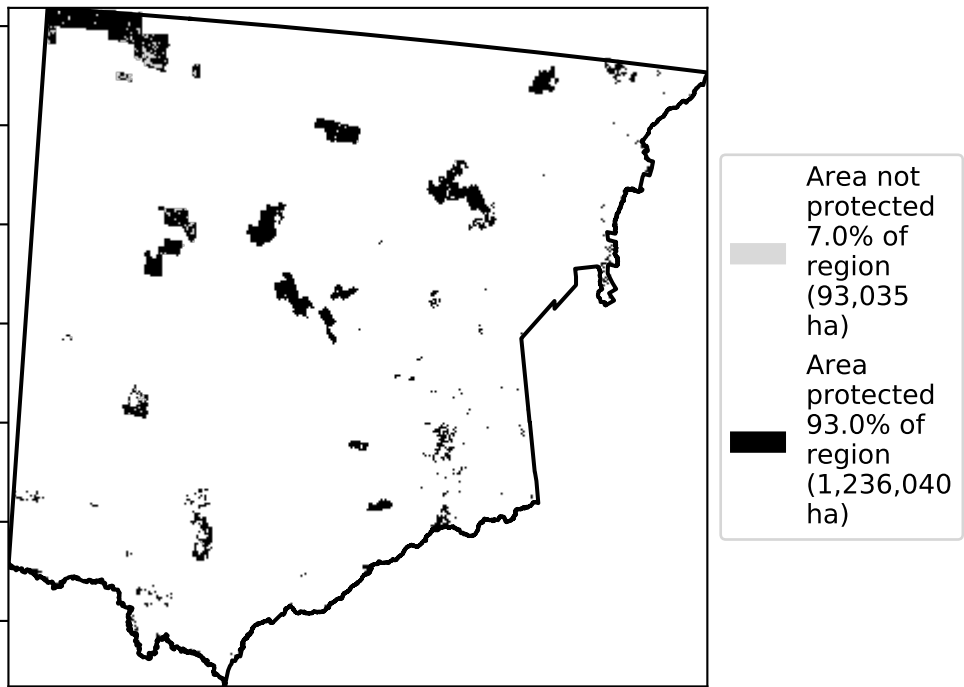 Area not
protected
7.0% of
region
(93,035
ha)
Area
protected
93.0% of
region
(1,236,040
ha)